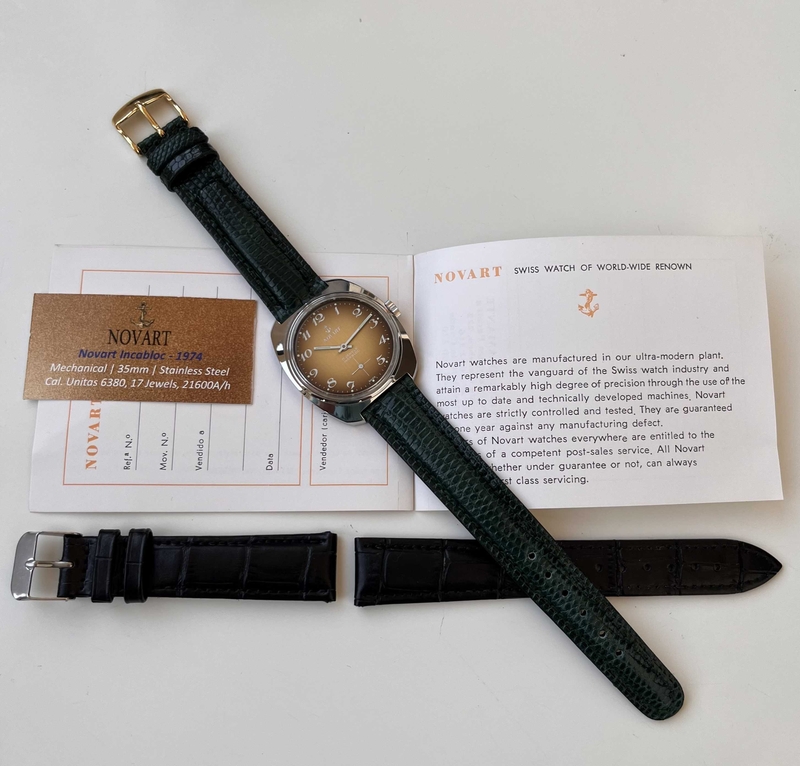 NOVART
Novart Incabloc - 1974
Mechanical | 35mm | Stainless Steel
Cal. Unitas 6380, 17 Jewels, 21600A/h
NOVART
Ref.ª N.º
Mov. N.º
Vendido a
Data
Vendedor (car
NOVART SWISS WATCH OF WORLD-WIDE RENOWN
Novart watches are manufactured in our ultra-modern plant.
They represent the vanguard of the Swiss watch industry and
attain a remarkably high degree of precision through the use of the
most up to date and technically developed machines. Novart
watches are strictly controlled and tested. They are guaranteed
one year against any manufacturing defect.
of Novart watches everywhere are entitled to the
of a competent post-sales service. All Novart
whether under guarantee or not, can always
first class servicing.